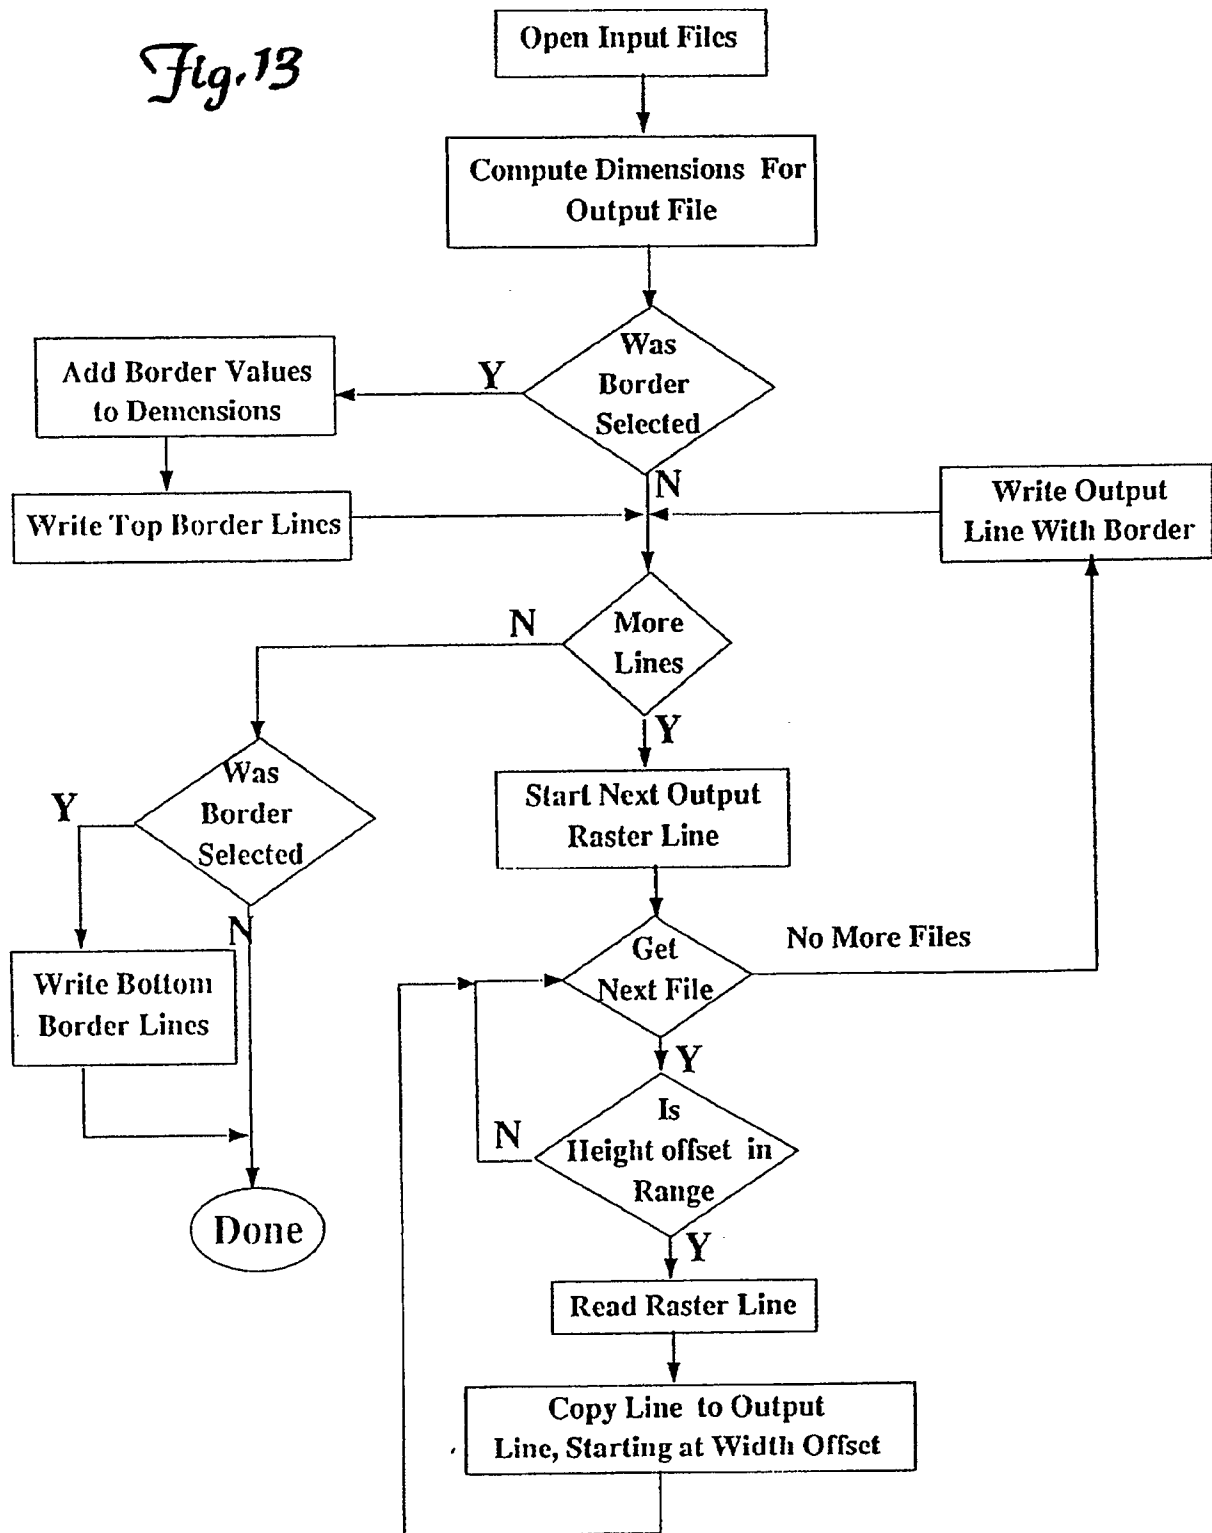 Fig. 13
Open Input Files
Compute Dimensions For
Output File
Was
Border
Selected
Y
Add Border Values
to Demensions
N
Write Top Border Lines
Write Output
Line With Border
More
Lines
N
Y
Was
Border
Selected
Y
N
Write Bottom
Border Lines
Done
Start Next Output
Raster Line
Get
Next File
No More Files
Y
Is
Height offset in
Range
N
Y
Read Raster Line
Copy Line to Output
Line, Starting at Width Offset